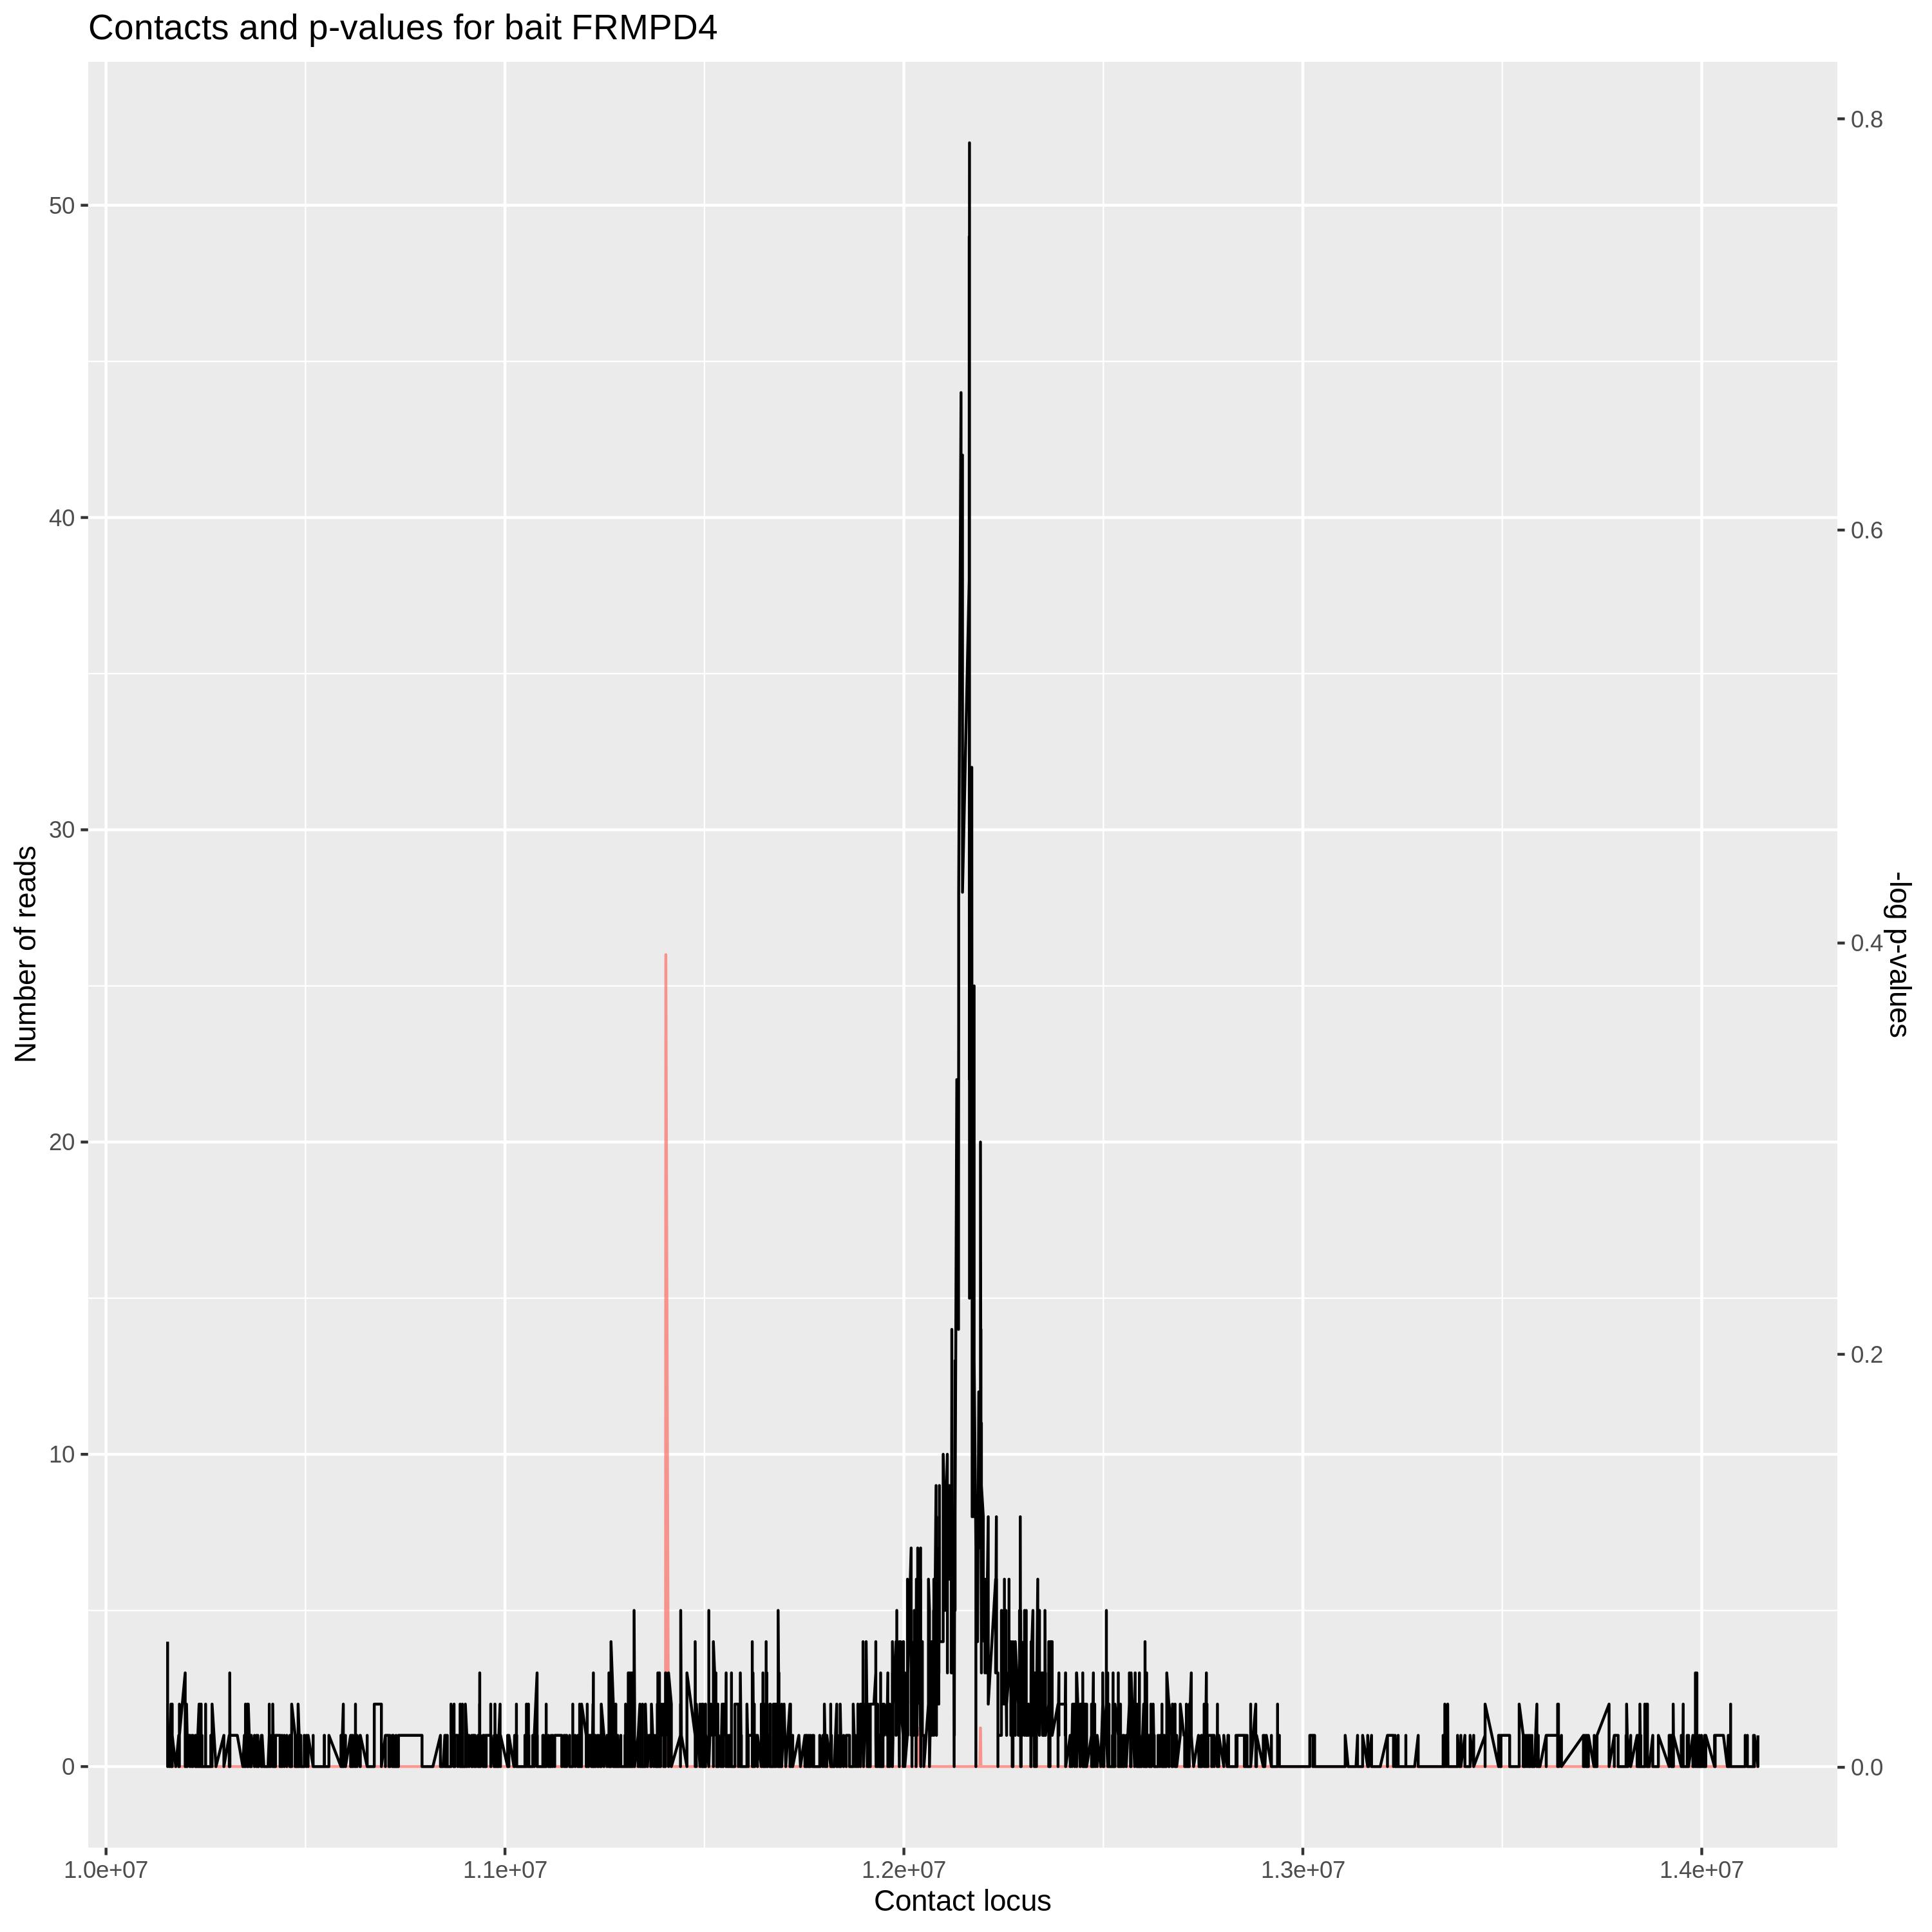 Contacts and p-values for bait FRMPD4
Number of reads
50
40
30
20
10
0
0.8
0.6
0.4
0.2
0.0
-log p-values
1.0e+07
1.1e+07
1.2e+07
1.3e+07
1.4e+07
Contact locus